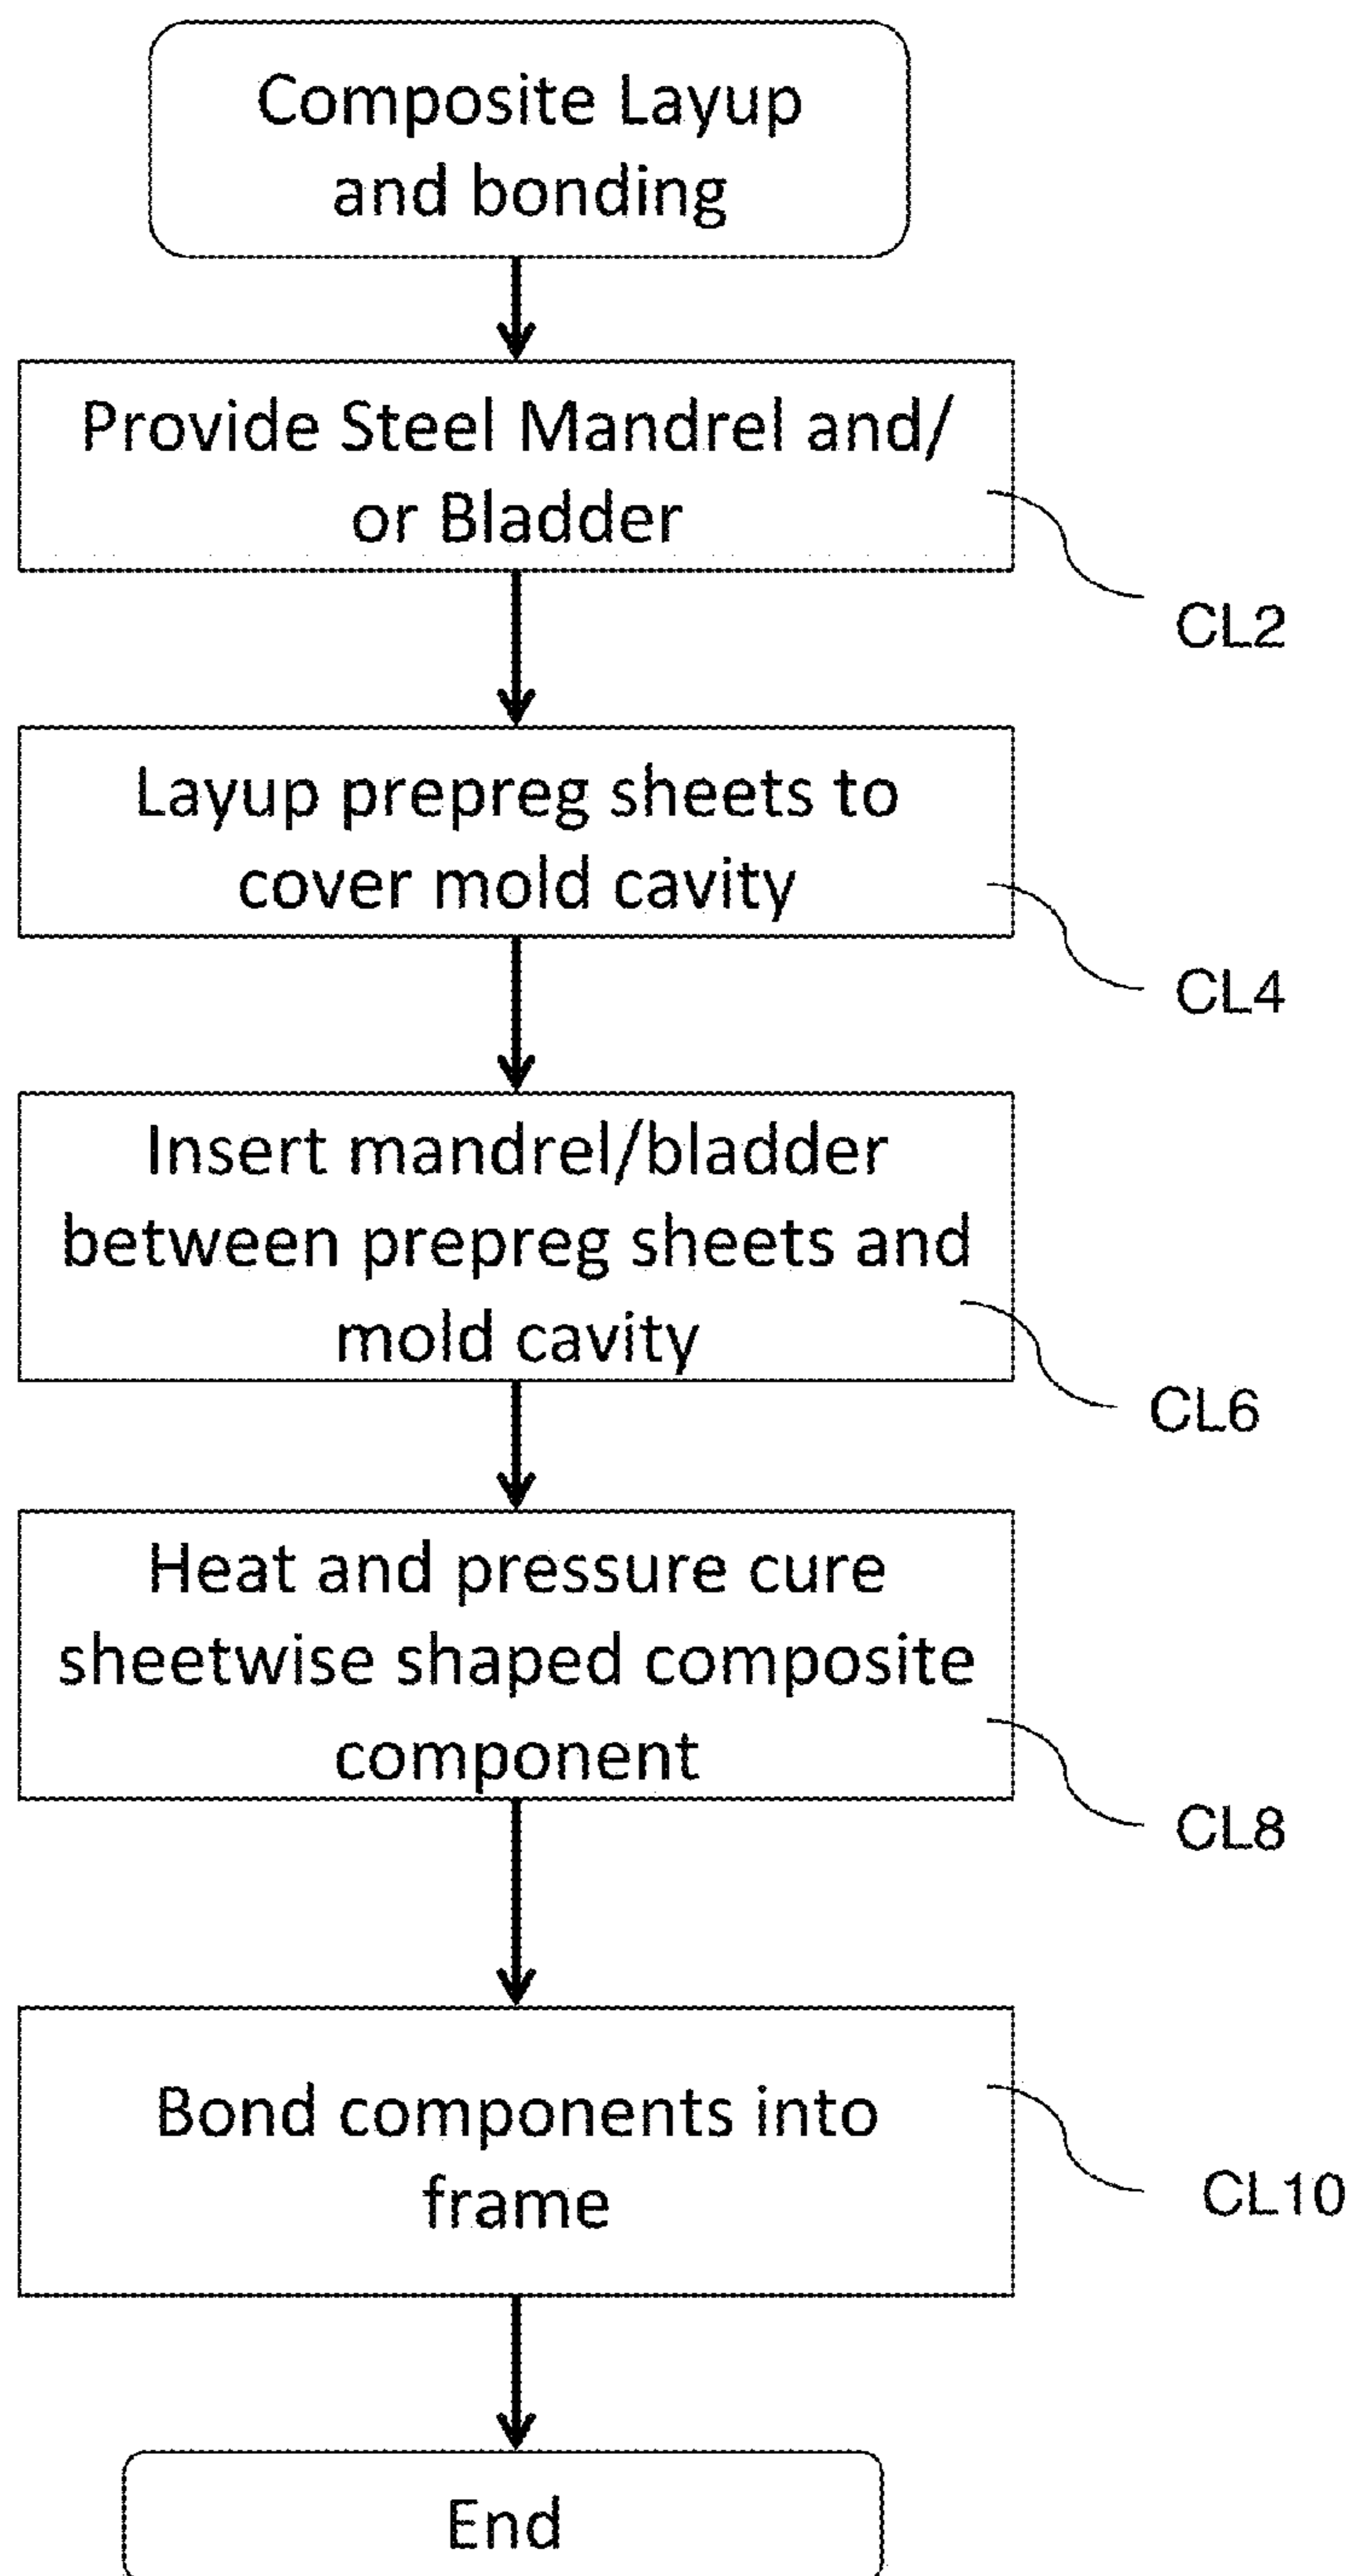 Composite Layup
and bonding
Provide Steel Mandrel and/
or Bladder
CL2
Layup prepreg sheets to
cover mold cavity
CL4
Insert mandrel/bladder
between prepreg sheets and
mold cavity
CL6
Heat and pressure cure
sheetwise shaped composite
component
CL8
Bond components into
frame
CL10
End